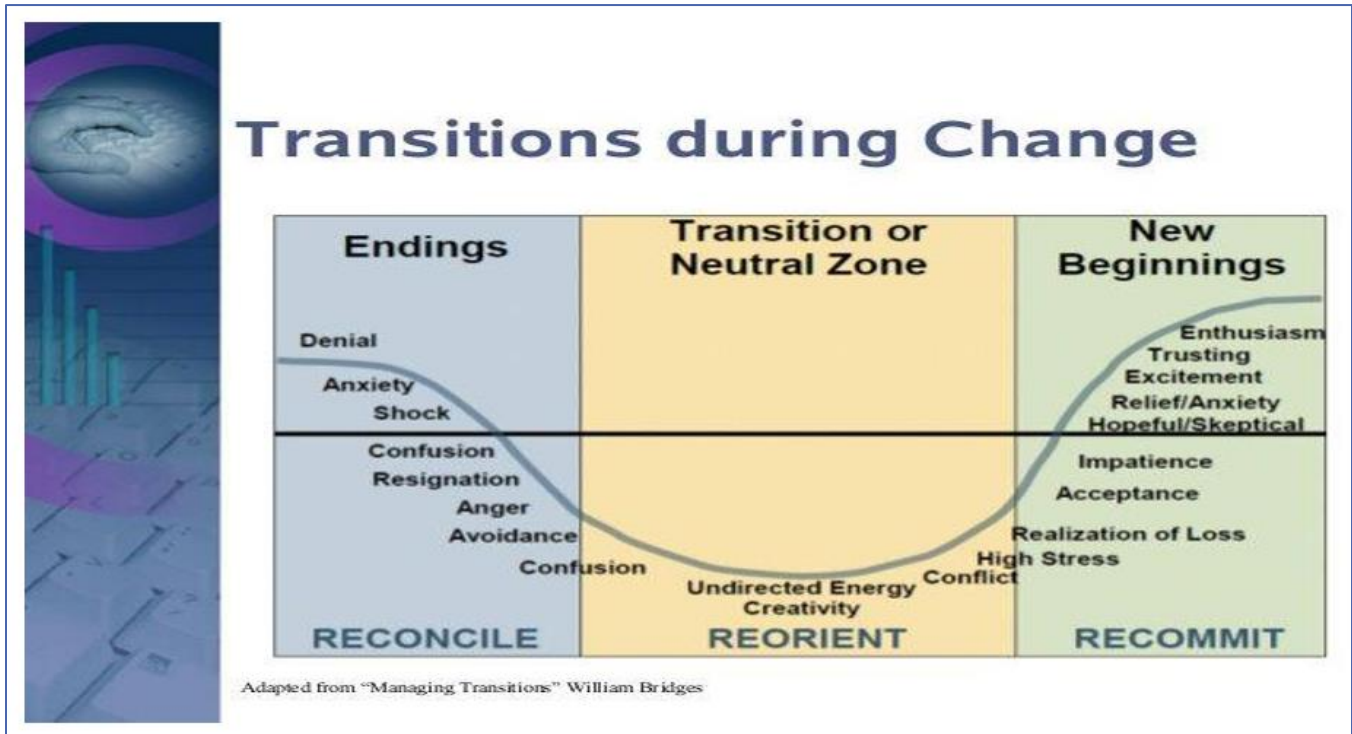 Transitions during Change
Endings
Transition or
Neutral Zone
New
Beginnings
Denial
Anxiety
Shock
Confusion
Resignation
Anger
Avoidance
Confusion
Undirected Energy
Creativity
Conflict
High Stress
Realization of Loss
Acceptance
Impatience
Hopeful/Skeptical
Relief/Anxiety
Excitement
Trusting
Enthusiasm
RECONCILE
REORIENT
RECOMMIT
Adapted from “Managing Transitions” William Bridges